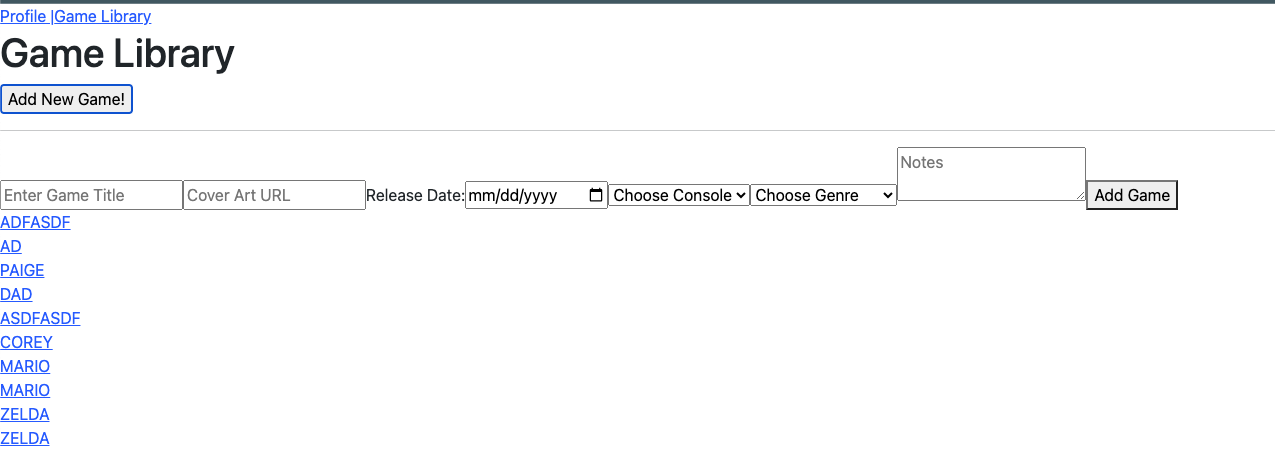 Profile |Game Library
Game Library
Add New Game!
Notes
Enter Game Title Cover Art URL Release Date: mm/dd/yyyy Choose Console Choose Genre Add Game
ADFASDF
AD
PAIGE
DAD
ASDFASDF
COREY
MARIO
MARIO
ZELDA
ZELDA